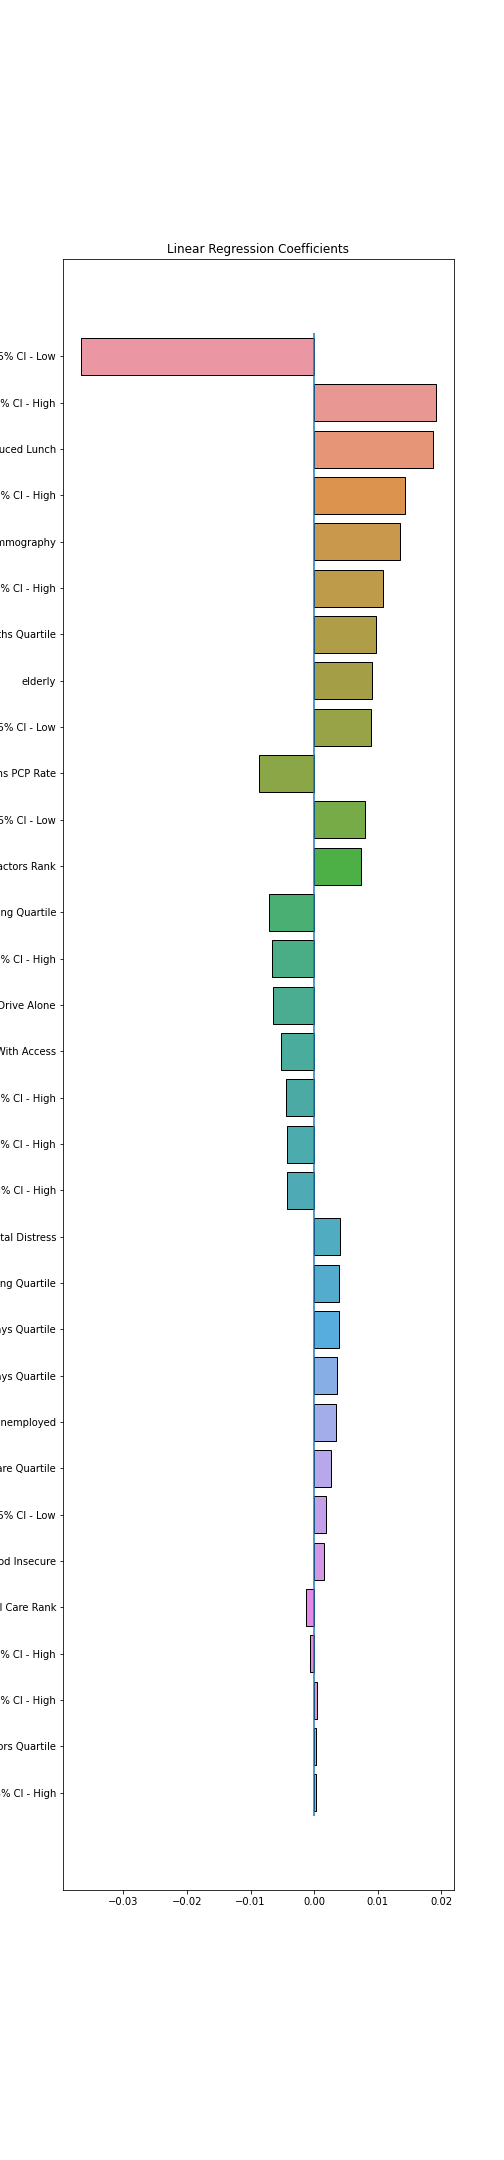 Linear Regression Coefficients
5% CI - Low
% CI - High
uced Lunch
% CI - High
mmography
% CI - High
ths Quartile
elderly
5% CI - Low
ns PCP Rate
5% CI - Low
actors Rank
ng Quartile
% CI - High
Drive Alone
With Access
% CI - High
% CI - High
% CI - High
tal Distress
ng Quartile
ays Quartile
ays Quartile
nemployed
are Quartile
5% CI - Low
od Insecure
l Care Rank
% CI - High
% CI - High
ors Quartile
% CI - High
−0.03 −0.02 −0.01 0.00 0.01 0.02